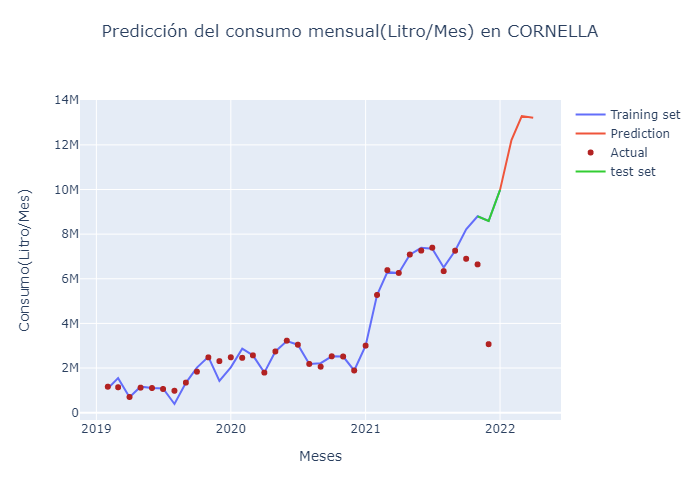 Predicción del consumo mensual(Litro/Mes) en CORNELLA
14M
12M
10M
8M
6M
4M
2M
0
2019
2020
2021
2022
Meses
Consumo(Litro/Mes)
Training set
Prediction
Actual
test set